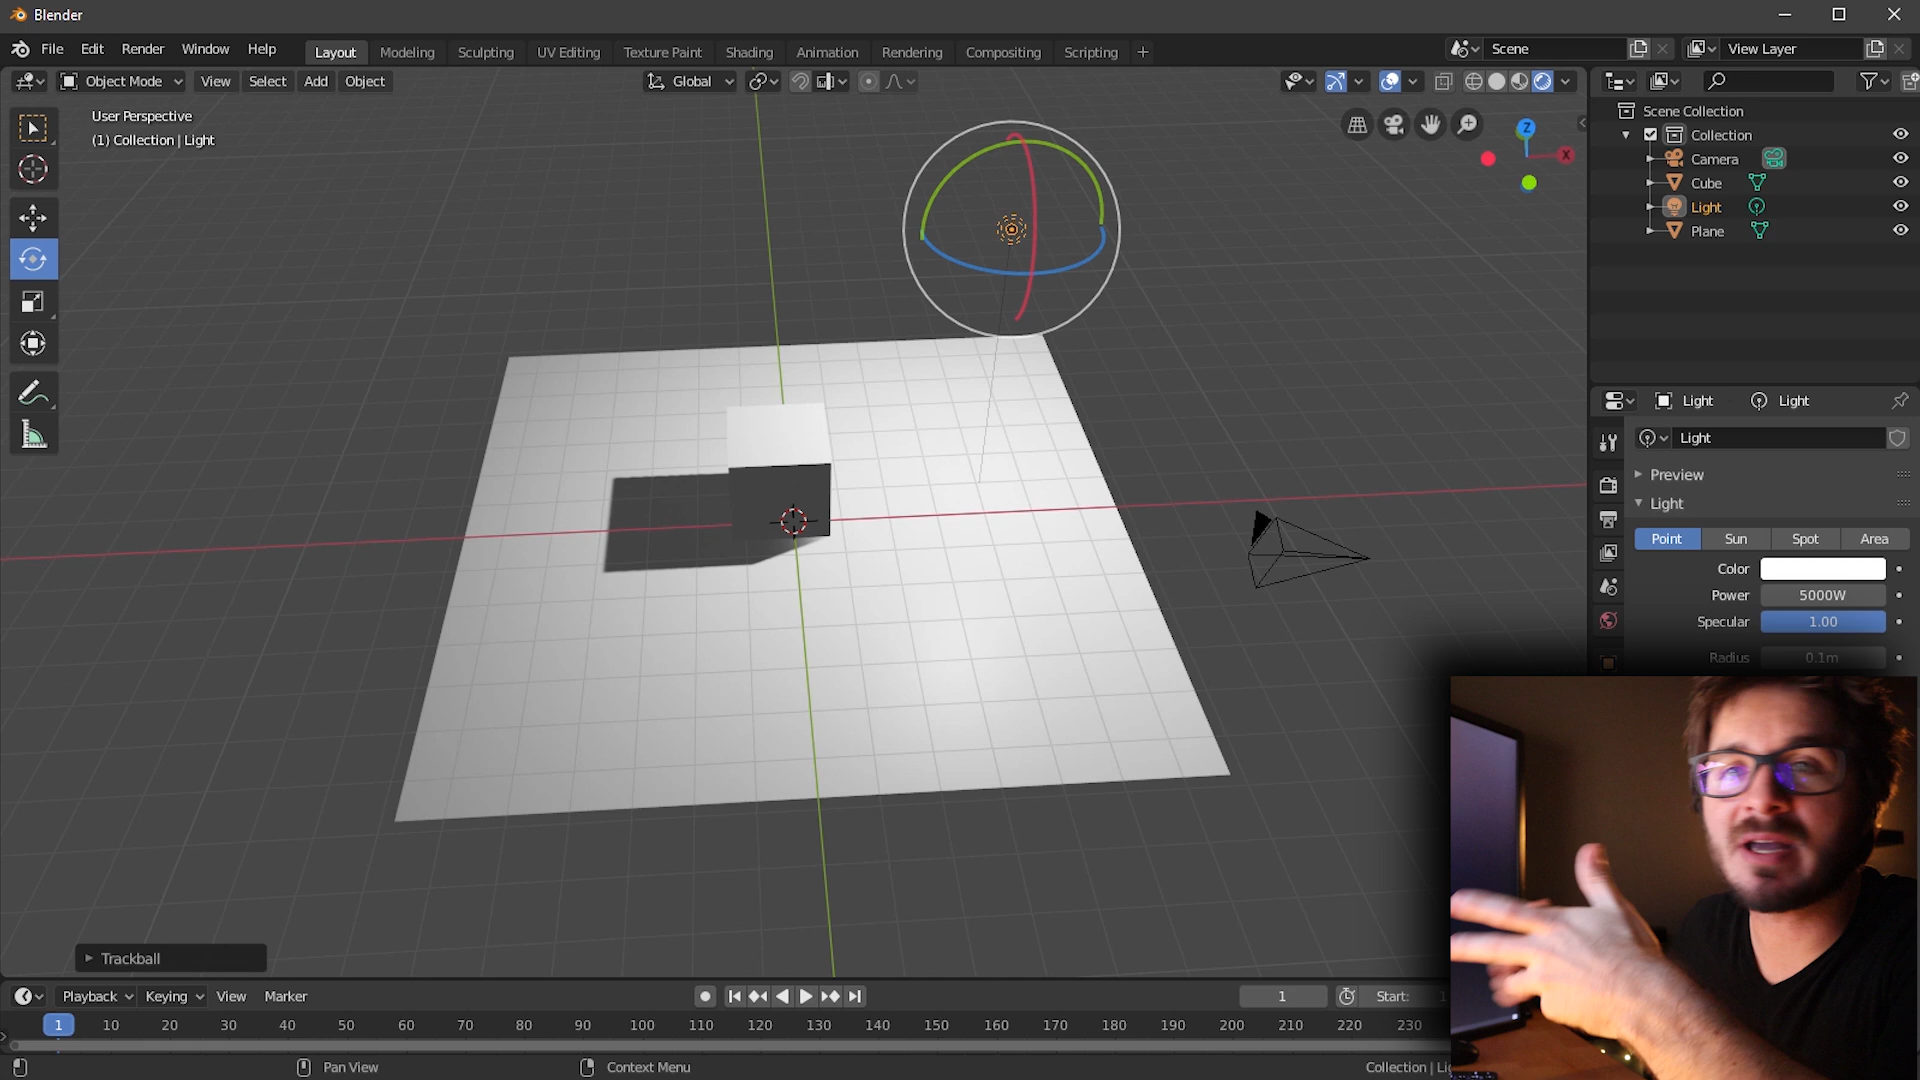 Blender
File Edit Render Window Help Layout Modeling Sculpting UV Editing Texture Paint Shading Animation Rendering Compositing Scripting + Scene View Layer
Object Mode View Select Add Object Global
User Perspective
(1) Collection | Light
Z
X
Scene Collection
Collection
Camera
Cube
Light
Plane
Light Light
Light
Preview
Light
Point Sun Spot Area
Color
Power 5000W
Specular 1.00
Radius 0.1m
Trackball
Playback Keying View Marker 1 Start: 1
1 10 20 30 40 50 60 70 80 90 100 110 120 130 140 150 160 170 180 190 200 210 220 230
Pan View Context Menu Collection | Lig